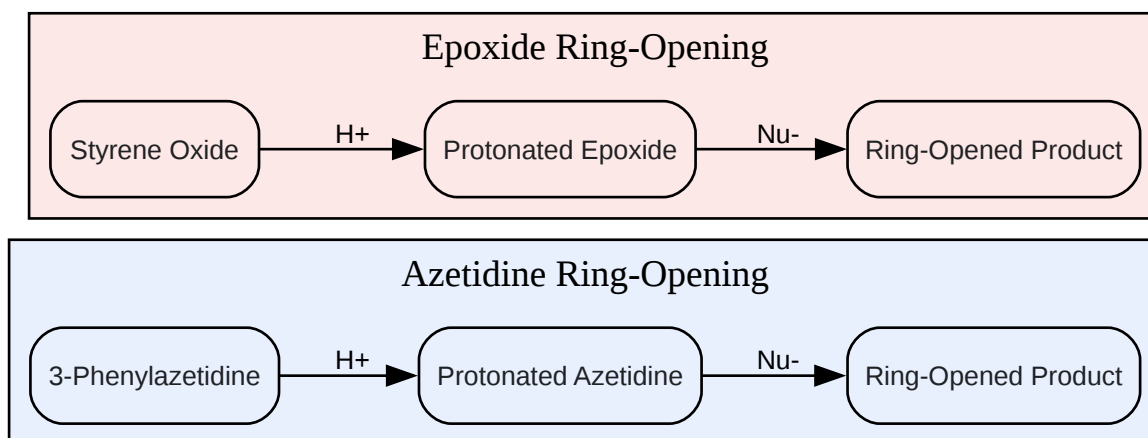 Epoxide Ring-Opening
Styrene Oxide
H+
Protonated Epoxide
Nu-
Ring-Opened Product
Azetidine Ring-Opening
3-Phenylazetidine
H+
Protonated Azetidine
Nu-
Ring-Opened Product